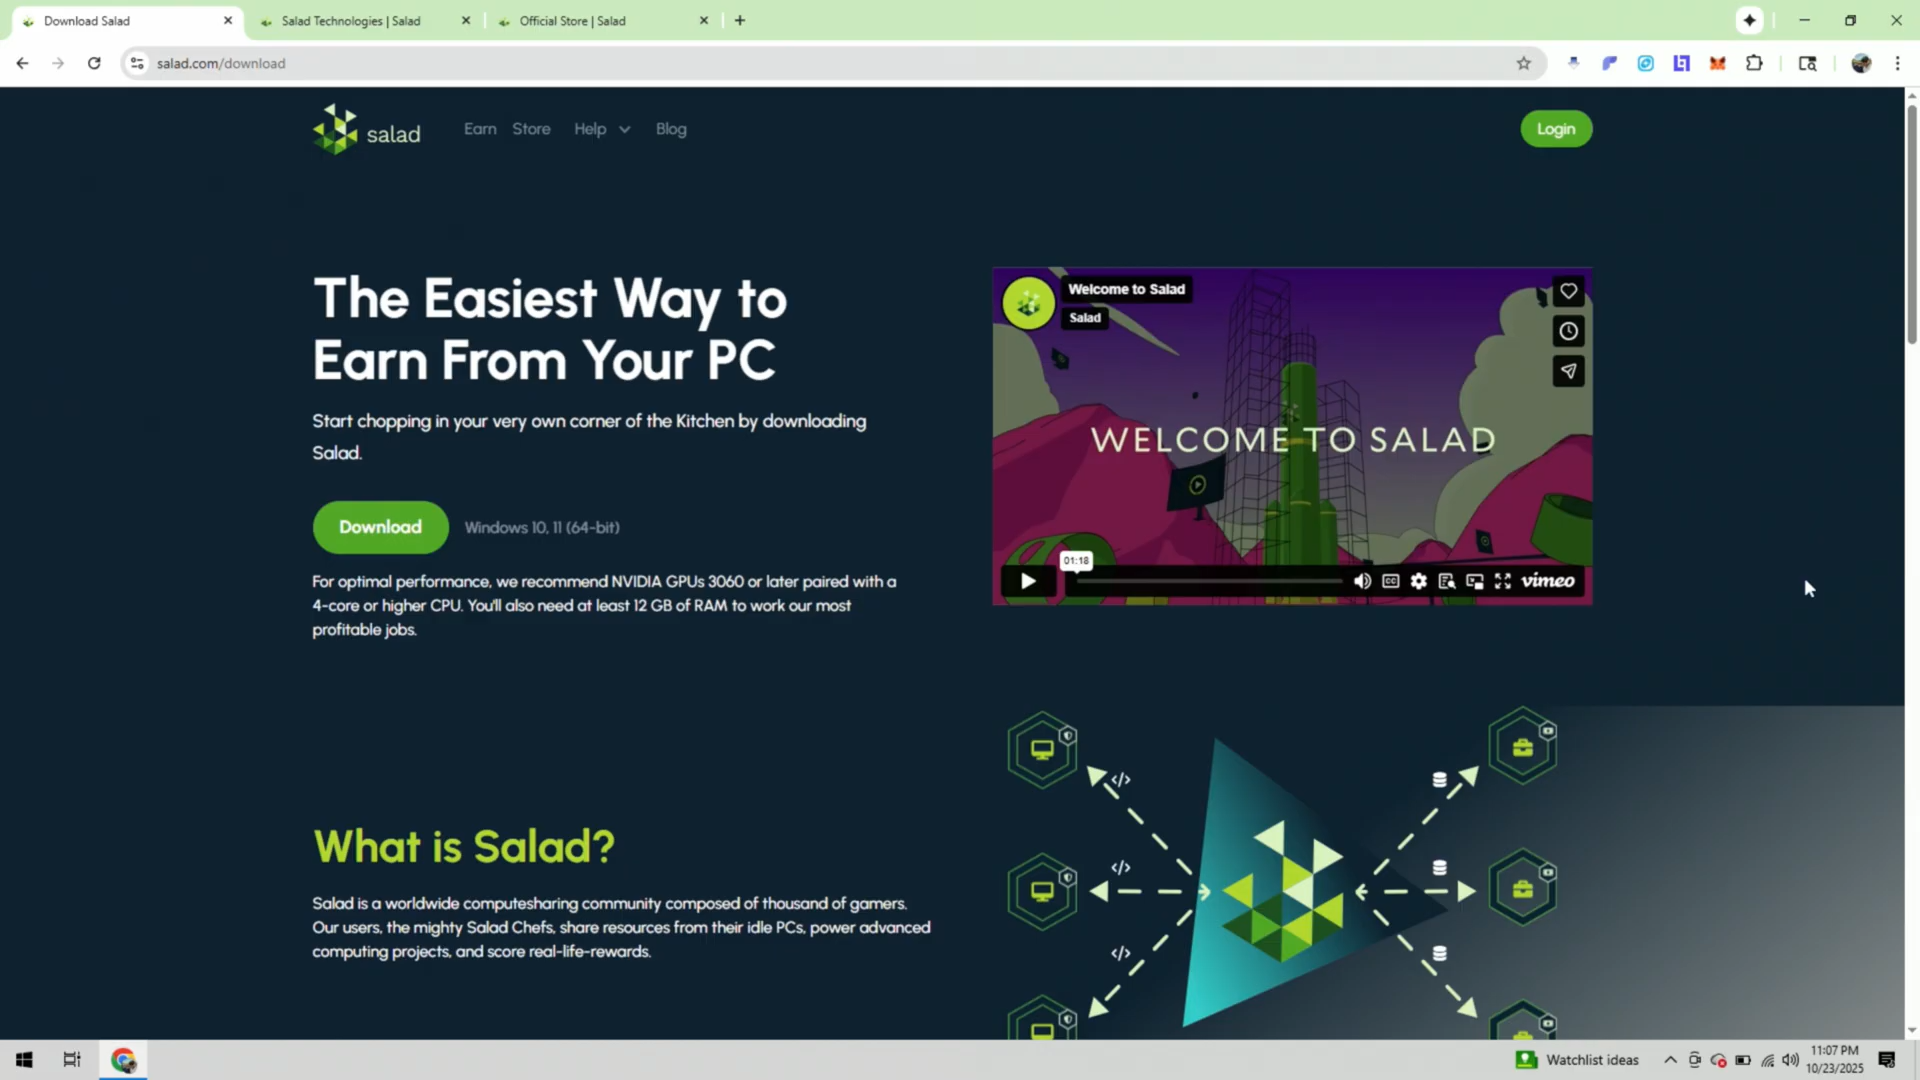 Download Salad
Salad Technologies | Salad
Official Store | Salad
salad.com/download
salad
Earn
Store
Help
Blog
Login
The Easiest Way to
Earn From Your PC
Start chopping in your very own corner of the Kitchen by downloading
Salad.
Download
Windows 10, 11 (64-bit)
For optimal performance, we recommend NVIDIA GPUs 3060 or later paired with a
4-core or higher CPU. You'll also need at least 12 GB of RAM to work our most
profitable jobs.
Welcome to Salad
Salad
WELCOME TO SALAD
01:18
CC
vimeo
What is Salad?
Salad is a worldwide computesharing community composed of thousand of gamers.
Our users, the mighty Salad Chefs, share resources from their idle PCs, power advanced
computing projects, and score real-life-rewards.
</>
</>
</>
Watchlist ideas
11:07 PM
10/23/2025